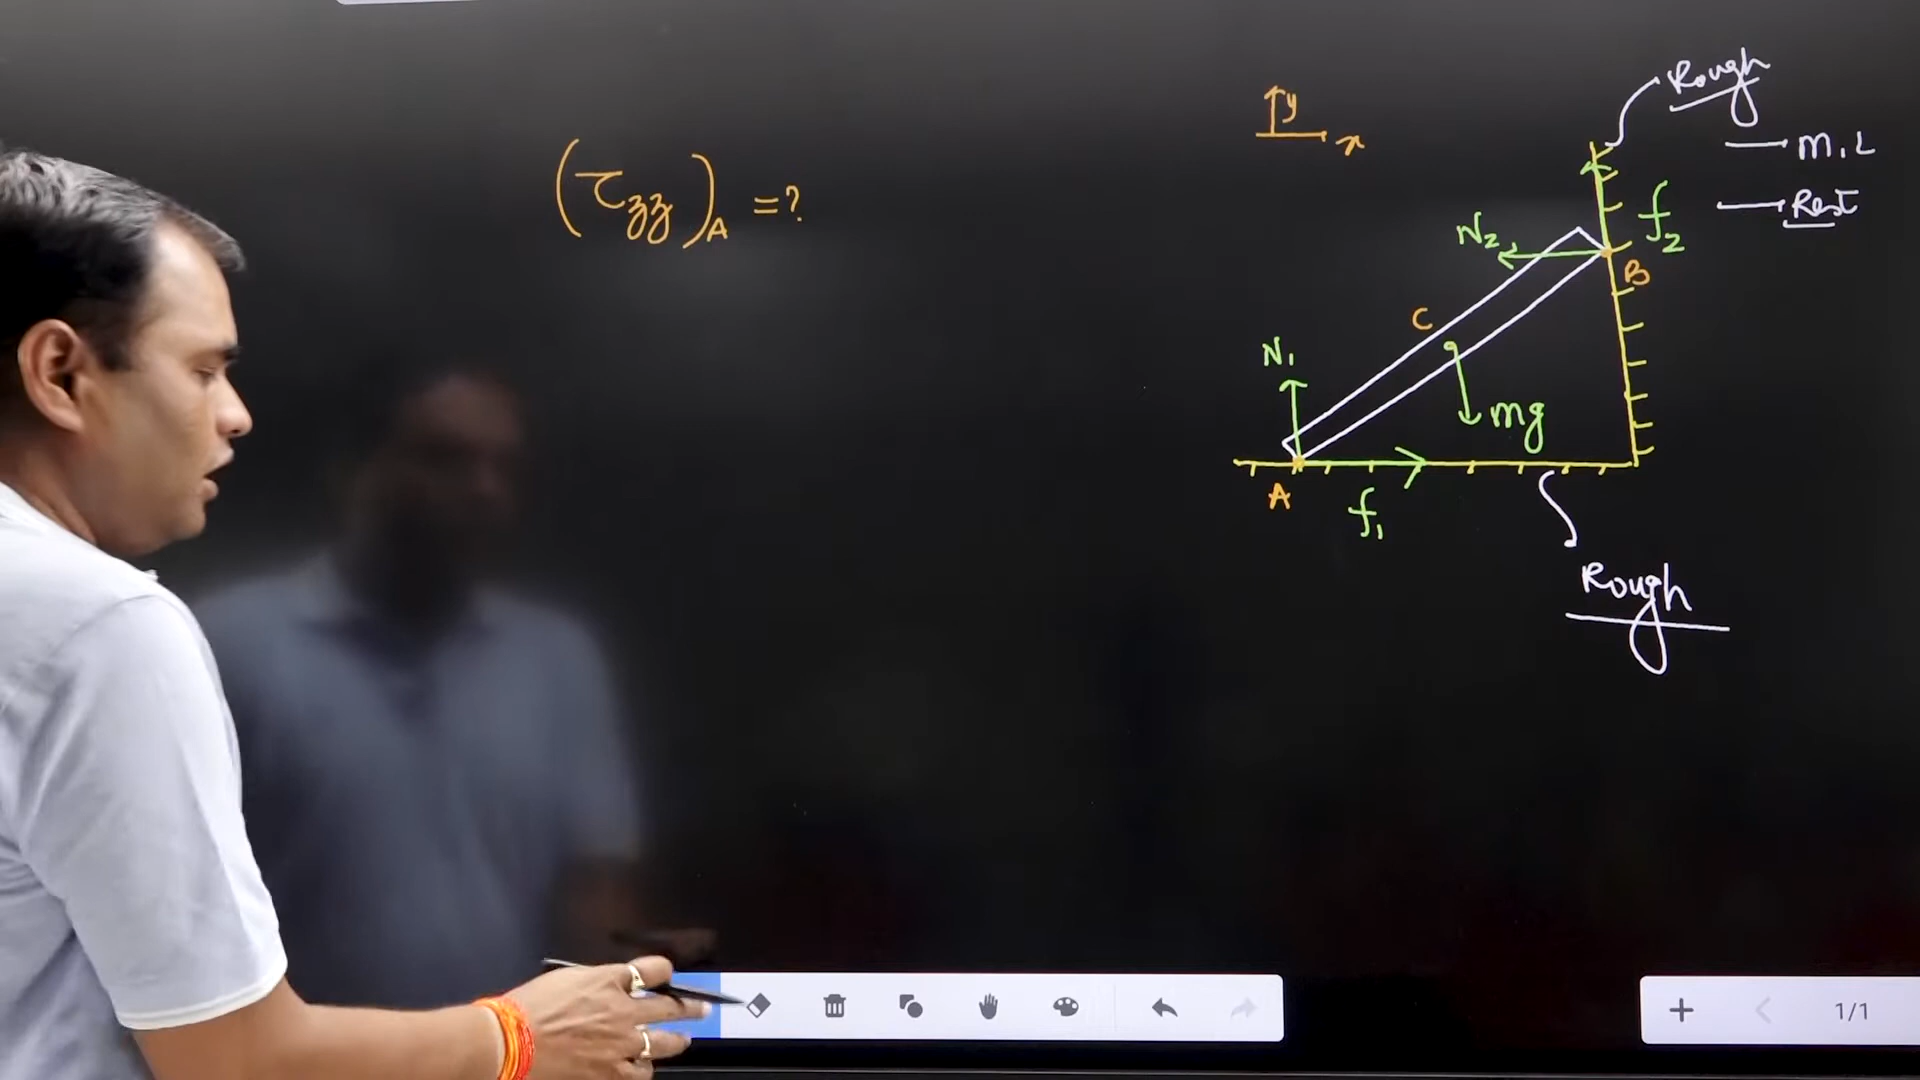 (τzz)A = ?
y
x
Rough
m, L
Rest
N2
f2
B
C
N1
mg
A
f1
Rough
1/1